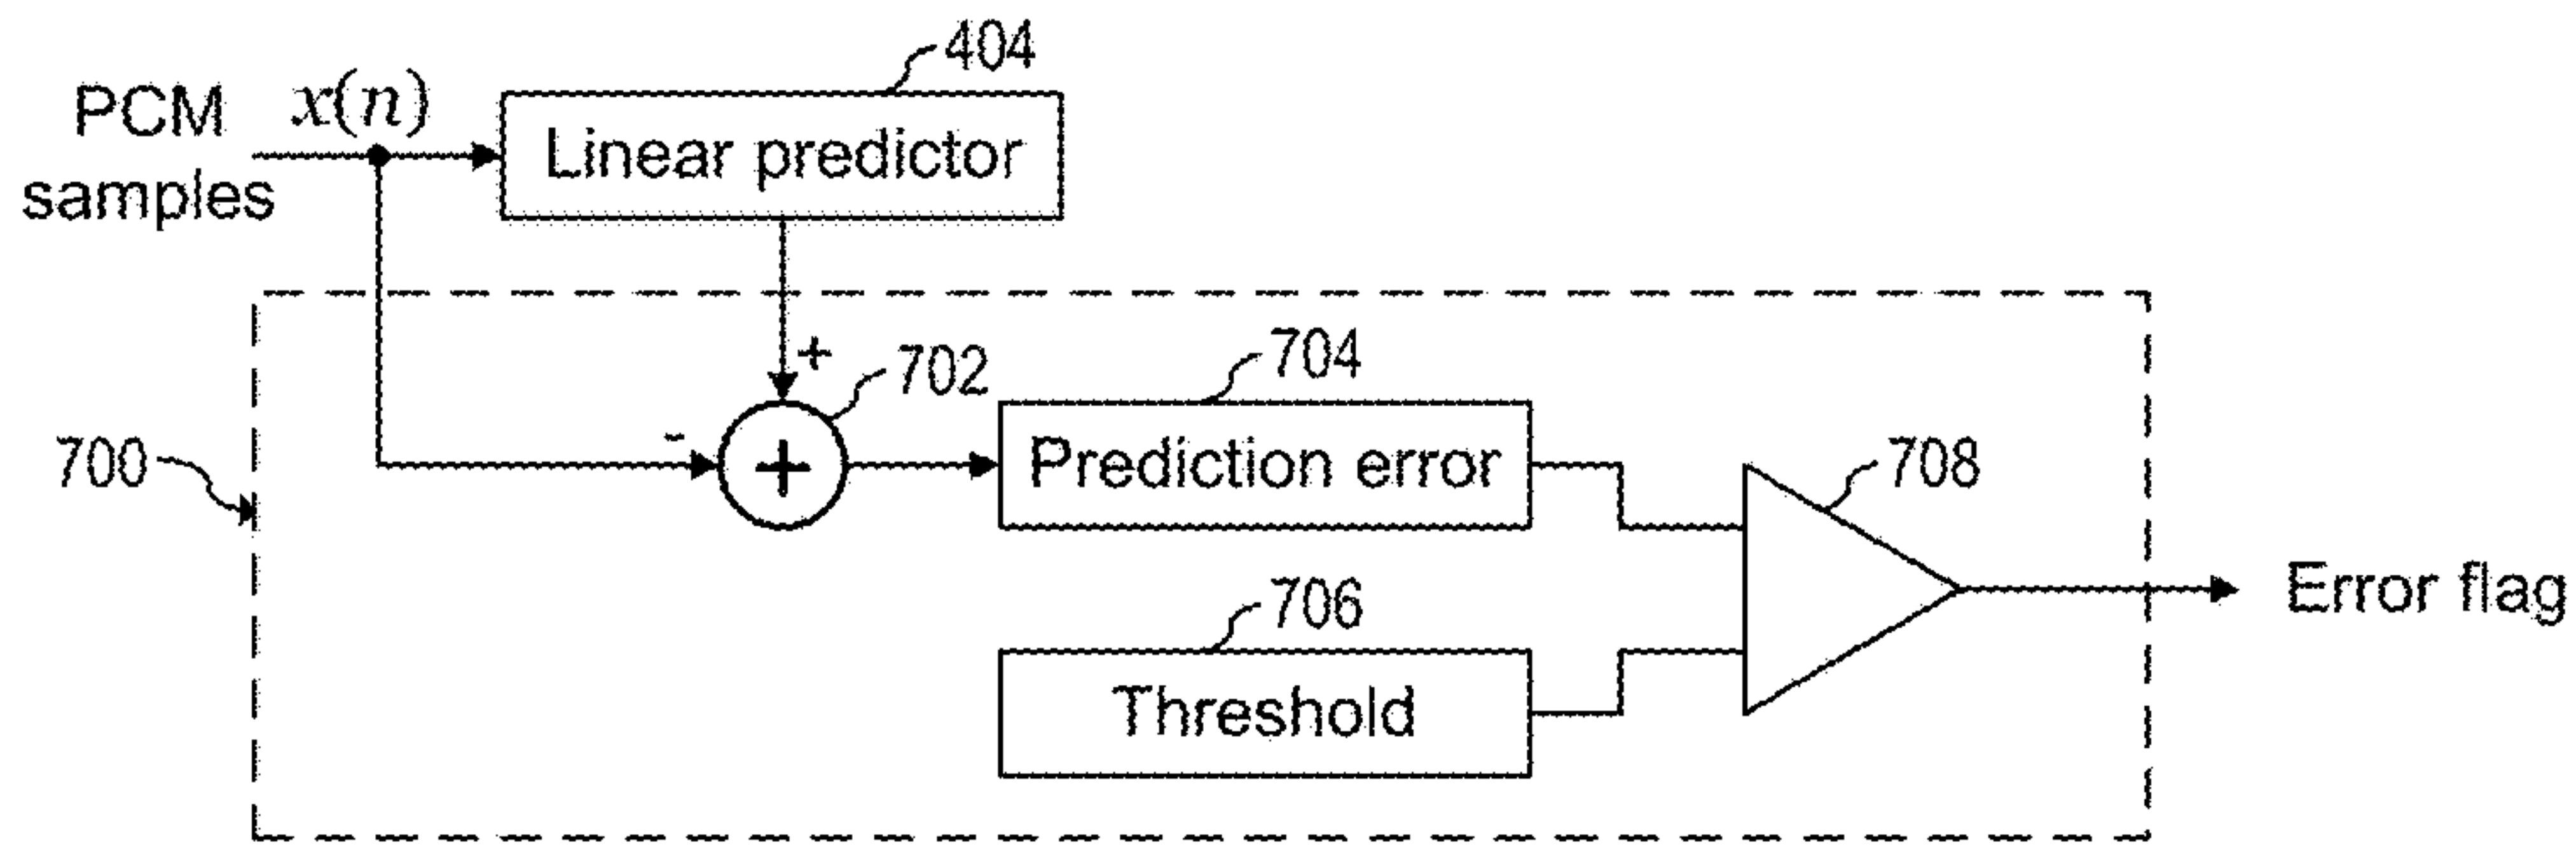 404
PCM x(n)
samples
Linear predictor
+
702
704
-
+
Prediction error
700
708
706
Threshold
Error flag